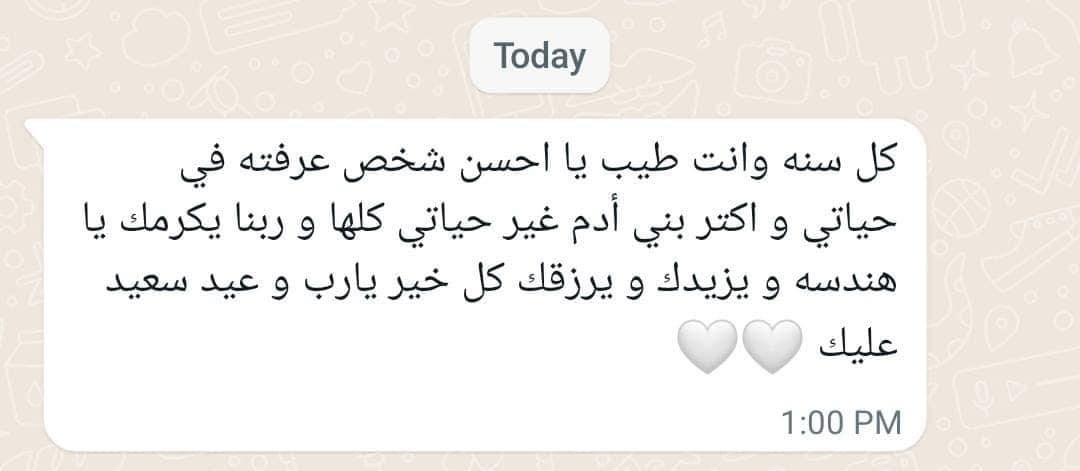 Today
كل سنه وانت طيب يا احسن شخص عرفته في
حياتي و اكتر بني أدم غير حياتي كلها و ربنا يكرمك يا
هندسه و يزيدك و يرزقك كل خير يارب و عيد سعيد
عليك 🤍🤍
1:00 PM